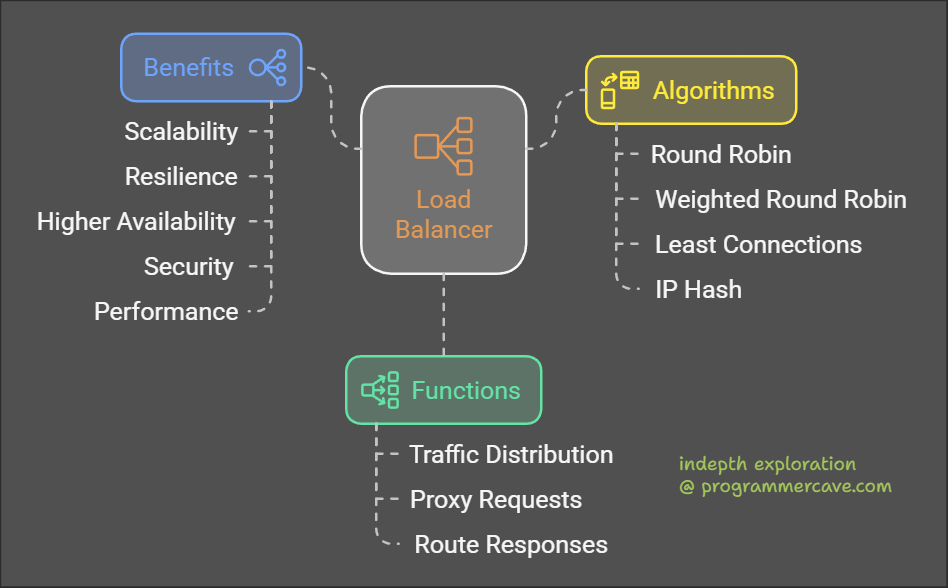 Benefits
Scalability
Resilience
Higher Availability
Security
Performance
Load
Balancer
Algorithms
Round Robin
Weighted Round Robin
Least Connections
IP Hash
Functions
Traffic Distribution
Proxy Requests
Route Responses
indepth exploration
@ programmercave.com